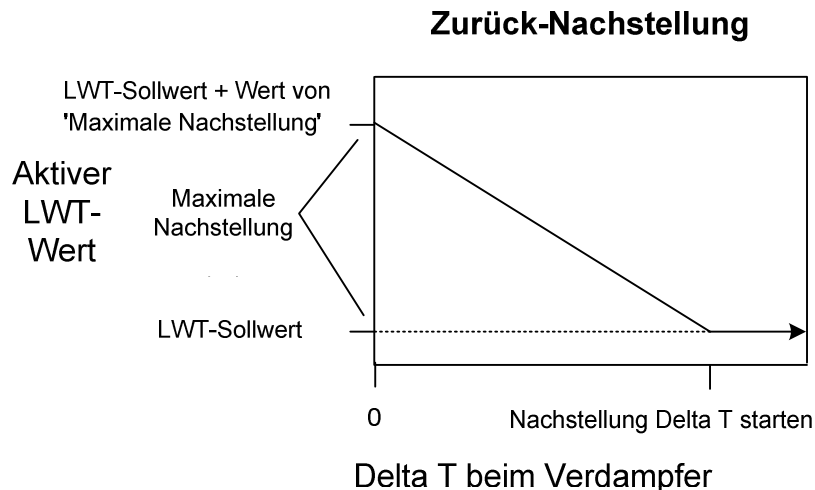 Zurück-Nachstellung
LWT-Sollwert + Wert von
'Maximale Nachstellung'
Aktiver
LWT-
Wert
Maximale
Nachstellung
LWT-Sollwert
0
Nachstellung Delta T starten
Delta T beim Verdampfer